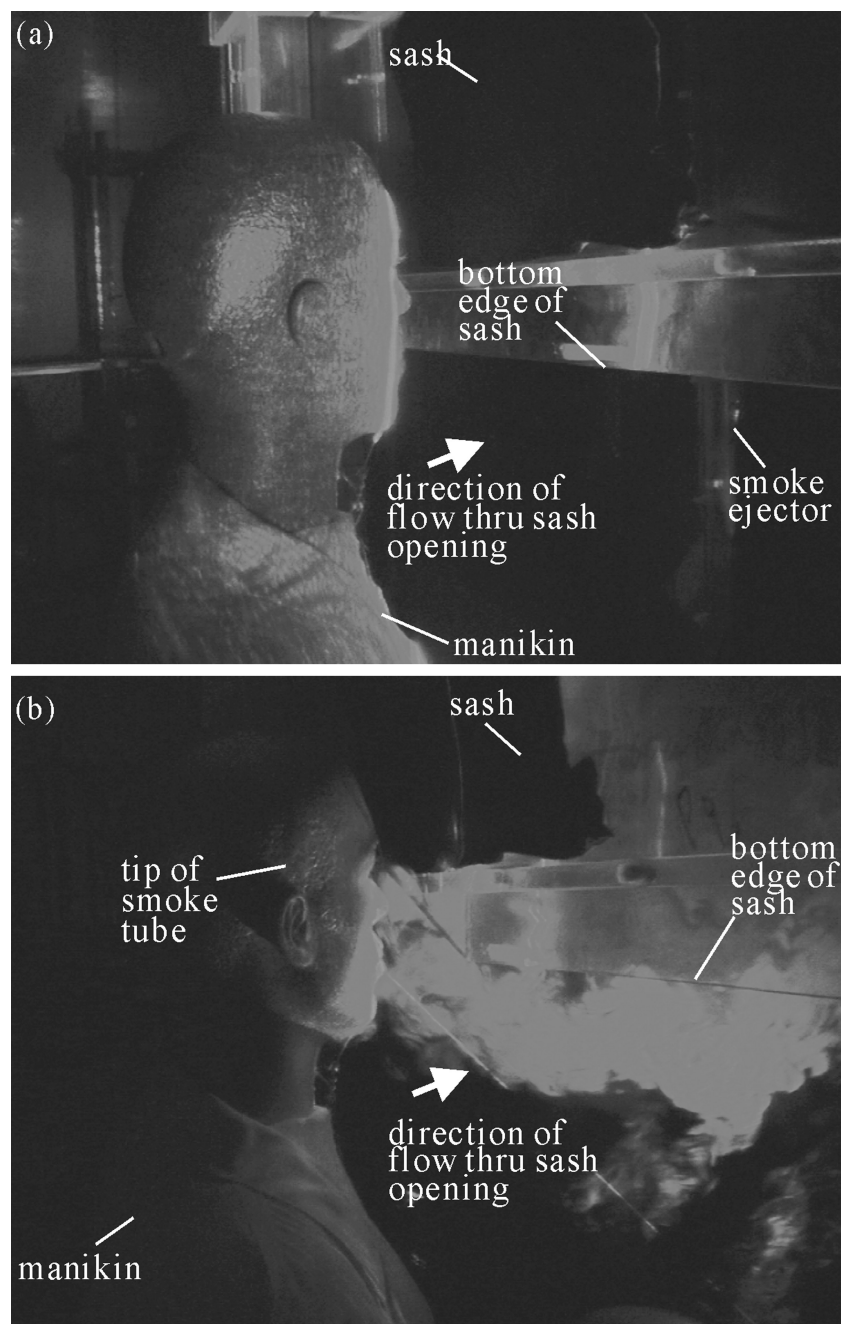 (a)
sash
bottom
edge of
sash
direction of
flow thru sash
opening
smoke
ejector
manikin
(b)
sash
tip of
smoke
tube
bottom
edge of
sash
direction of
flow thru sash
opening
manikin